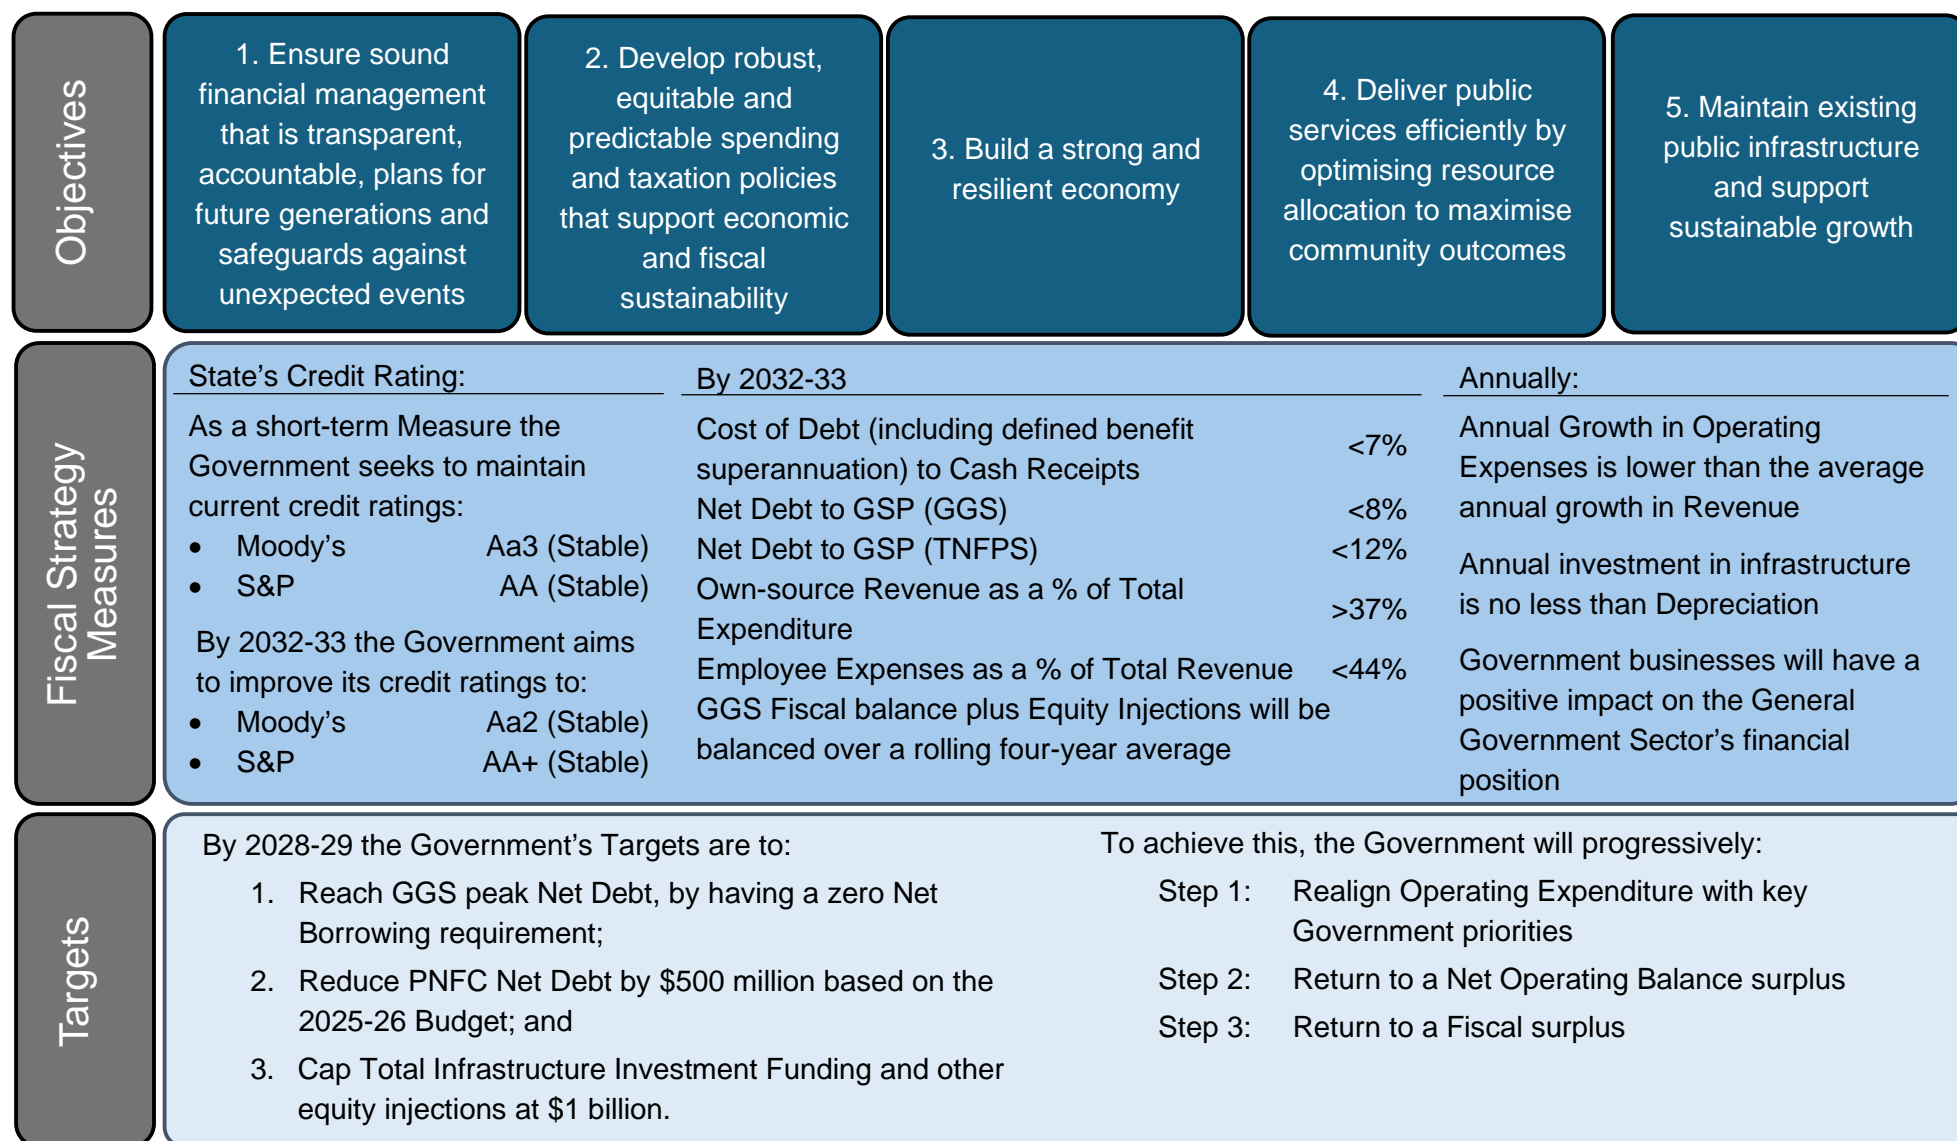 Objectives
1. Ensure sound
financial management
that is transparent,
accountable, plans for
future generations and
safeguards against
unexpected events
2. Develop robust,
equitable and
predictable spending
and taxation policies
that support economic
and fiscal
sustainability
3. Build a strong and
resilient economy
4. Deliver public
services efficiently by
optimising resource
allocation to maximise
community outcomes
5. Maintain existing
public infrastructure
and support
sustainable growth
Fiscal Strategy
Measures
State’s Credit Rating:
As a short-term Measure the
Government seeks to maintain
current credit ratings:
• Moody’s Aa3 (Stable)
• S&P AA (Stable)
By 2032-33 the Government aims
to improve its credit ratings to:
• Moody’s Aa2 (Stable)
• S&P AA+ (Stable)
By 2032-33
Cost of Debt (including defined benefit
superannuation) to Cash Receipts <7%
Net Debt to GSP (GGS) <8%
Net Debt to GSP (TNFPS) <12%
Own-source Revenue as a % of Total
Expenditure >37%
Employee Expenses as a % of Total Revenue <44%
GGS Fiscal balance plus Equity Injections will be
balanced over a rolling four-year average
Annually:
Annual Growth in Operating
Expenses is lower than the average
annual growth in Revenue
Annual investment in infrastructure
is no less than Depreciation
Government businesses will have a
positive impact on the General
Government Sector’s financial
position
Targets
By 2028-29 the Government’s Targets are to:
1. Reach GGS peak Net Debt, by having a zero Net
Borrowing requirement;
2. Reduce PNFC Net Debt by $500 million based on the
2025-26 Budget; and
3. Cap Total Infrastructure Investment Funding and other
equity injections at $1 billion.
To achieve this, the Government will progressively:
Step 1: Realign Operating Expenditure with key
Government priorities
Step 2: Return to a Net Operating Balance surplus
Step 3: Return to a Fiscal surplus